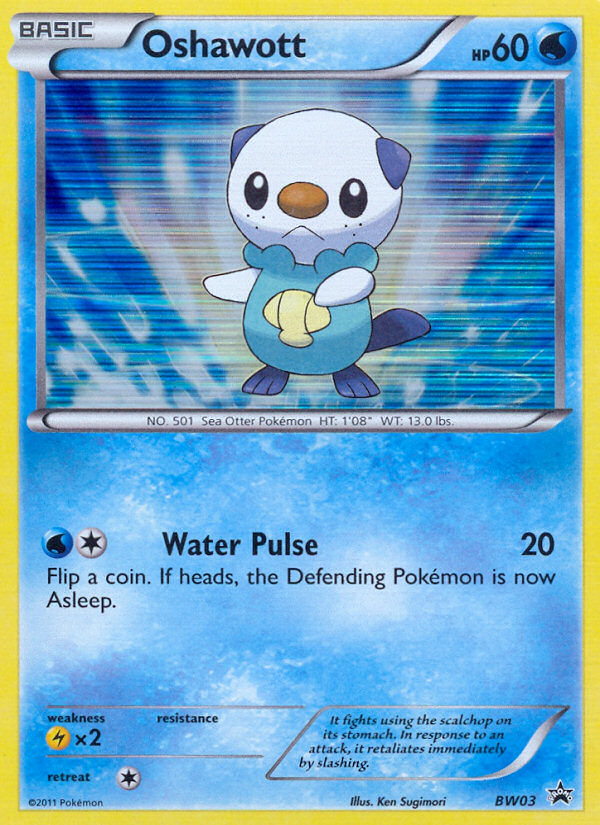 BASIC
Oshawott
HP60
NO. 501 Sea Otter Pokémon HT: 1'08" WT: 13.0 lbs.
Water Pulse 20
Flip a coin. If heads, the Defending Pokémon is now
Asleep.
weakness resistance
×2
It fights using the scalchop on
its stomach. In response to an
attack, it retaliates immediately
by slashing.
retreat
©2011 Pokémon Illus. Ken Sugimori BW03 PROMO